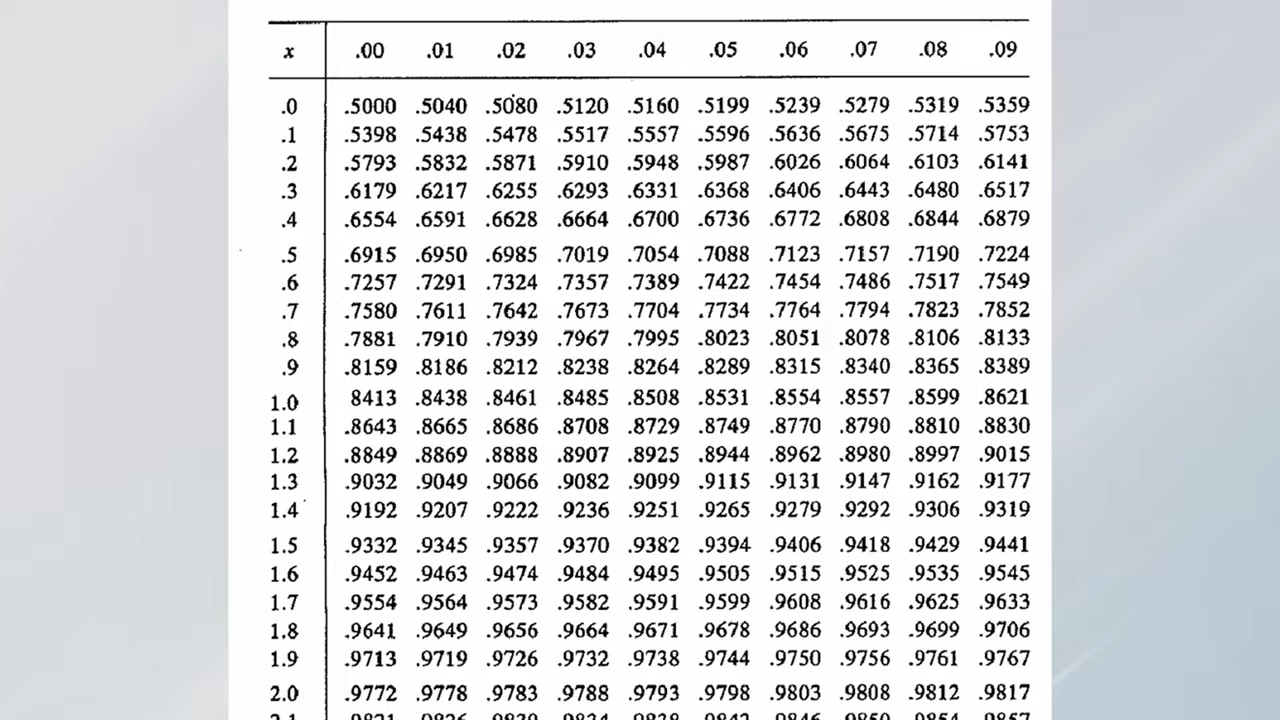 x .00 .01 .02 .03 .04 .05 .06 .07 .08 .09
.0 .5000 .5040 .5080 .5120 .5160 .5199 .5239 .5279 .5319 .5359
.1 .5398 .5438 .5478 .5517 .5557 .5596 .5636 .5675 .5714 .5753
.2 .5793 .5832 .5871 .5910 .5948 .5987 .6026 .6064 .6103 .6141
.3 .6179 .6217 .6255 .6293 .6331 .6368 .6406 .6443 .6480 .6517
.4 .6554 .6591 .6628 .6664 .6700 .6736 .6772 .6808 .6844 .6879
.5 .6915 .6950 .6985 .7019 .7054 .7088 .7123 .7157 .7190 .7224
.6 .7257 .7291 .7324 .7357 .7389 .7422 .7454 .7486 .7517 .7549
.7 .7580 .7611 .7642 .7673 .7704 .7734 .7764 .7794 .7823 .7852
.8 .7881 .7910 .7939 .7967 .7995 .8023 .8051 .8078 .8106 .8133
.9 .8159 .8186 .8212 .8238 .8264 .8289 .8315 .8340 .8365 .8389
1.0 8413 .8438 .8461 .8485 .8508 .8531 .8554 .8557 .8599 .8621
1.1 .8643 .8665 .8686 .8708 .8729 .8749 .8770 .8790 .8810 .8830
1.2 .8849 .8869 .8888 .8907 .8925 .8944 .8962 .8980 .8997 .9015
1.3 .9032 .9049 .9066 .9082 .9099 .9115 .9131 .9147 .9162 .9177
1.4 .9192 .9207 .9222 .9236 .9251 .9265 .9279 .9292 .9306 .9319
1.5 .9332 .9345 .9357 .9370 .9382 .9394 .9406 .9418 .9429 .9441
1.6 .9452 .9463 .9474 .9484 .9495 .9505 .9515 .9525 .9535 .9545
1.7 .9554 .9564 .9573 .9582 .9591 .9599 .9608 .9616 .9625 .9633
1.8 .9641 .9649 .9656 .9664 .9671 .9678 .9686 .9693 .9699 .9706
1.9 .9713 .9719 .9726 .9732 .9738 .9744 .9750 .9756 .9761 .9767
2.0 .9772 .9778 .9783 .9788 .9793 .9798 .9803 .9808 .9812 .9817